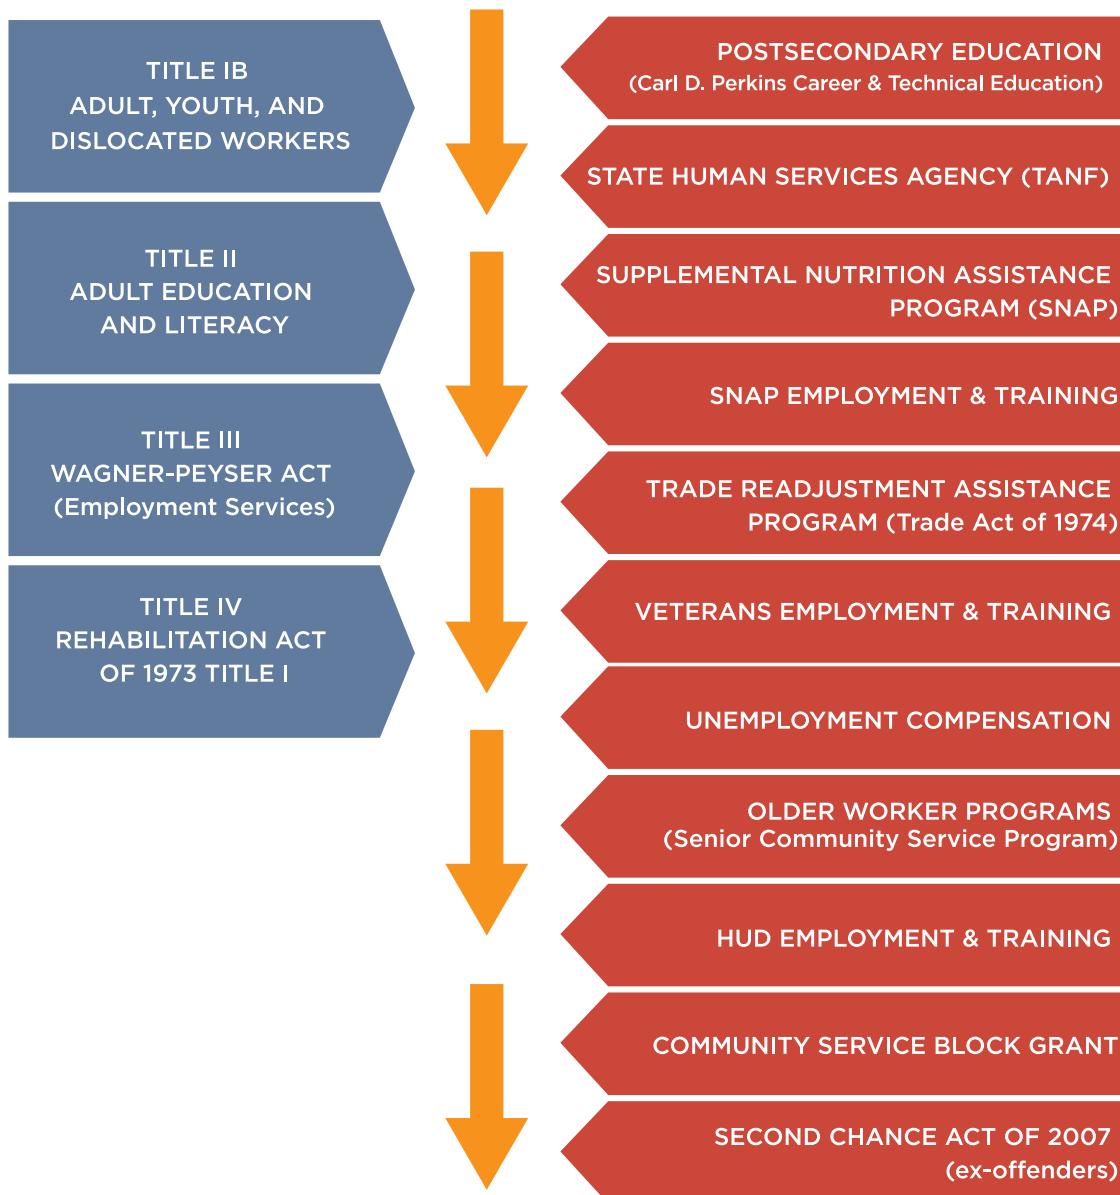 TITLE IB
ADULT, YOUTH, AND
DISLOCATED WORKERS
TITLE II
ADULT EDUCATION
AND LITERACY
TITLE III
WAGNER-PEYSER ACT
(Employment Services)
TITLE IV
REHABILITATION ACT
OF 1973 TITLE I
POSTSECONDARY EDUCATION
(Carl D. Perkins Career & Technical Education)
STATE HUMAN SERVICES AGENCY (TANF)
SUPPLEMENTAL NUTRITION ASSISTANCE
PROGRAM (SNAP)
SNAP EMPLOYMENT & TRAINING
TRADE READJUSTMENT ASSISTANCE
PROGRAM (Trade Act of 1974)
VETERANS EMPLOYMENT & TRAINING
UNEMPLOYMENT COMPENSATION
OLDER WORKER PROGRAMS
(Senior Community Service Program)
HUD EMPLOYMENT & TRAINING
COMMUNITY SERVICE BLOCK GRANT
SECOND CHANCE ACT OF 2007
(ex-offenders)